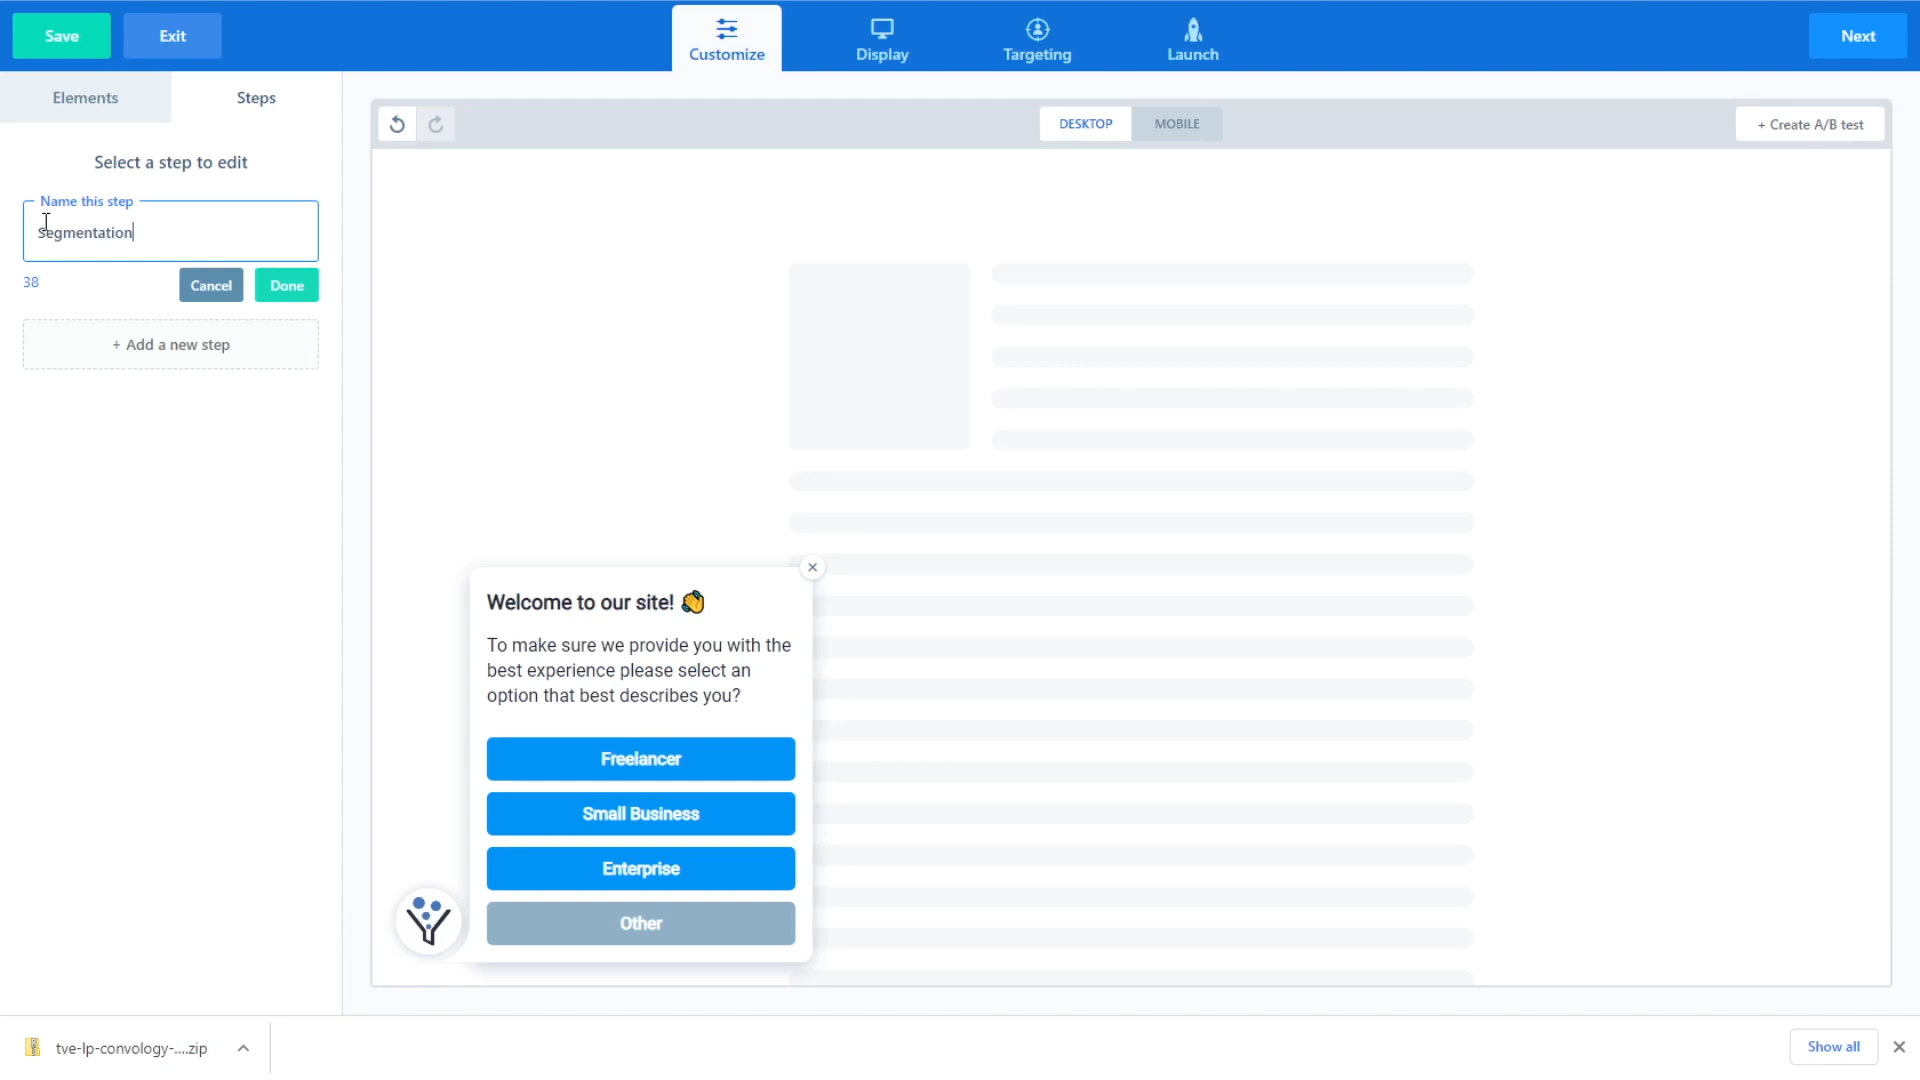 Save
Exit
Customize
Display
Targeting
Launch
Next
Elements
Steps
DESKTOP
MOBILE
+ Create A/B test
Select a step to edit
Name this step
Segmentation
38
Cancel
Done
+ Add a new step
Welcome to our site! 👋
To make sure we provide you with the
best experience please select an
option that best describes you?
Freelancer
Small Business
Enterprise
Other
tve-lp-convology-....zip
Show all